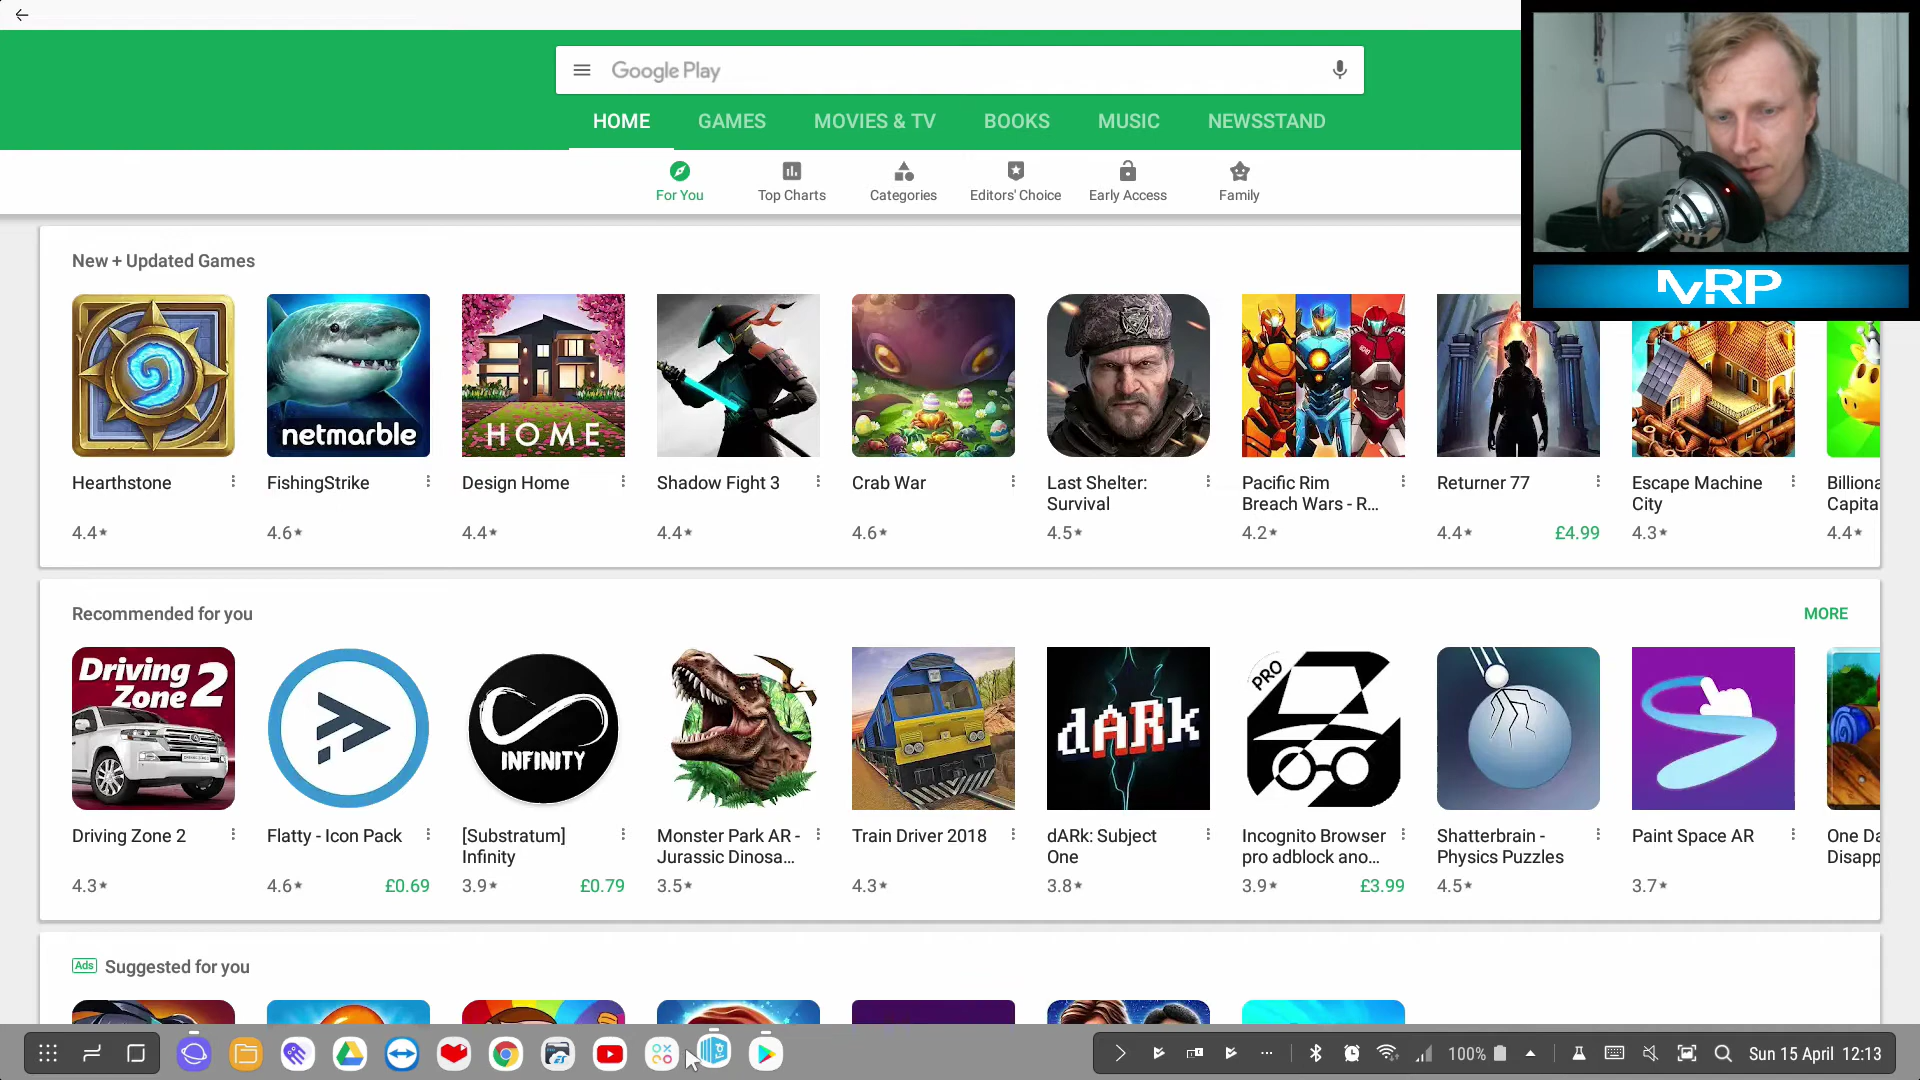 Google Play
HOME GAMES MOVIES & TV BOOKS MUSIC NEWSSTAND
For You Top Charts Categories Editors' Choice Early Access Family
MRP
New + Updated Games
netmarble
HOME
Hearthstone FishingStrike Design Home Shadow Fight 3 Crab War Last Shelter: Survival Pacific Rim Breach Wars - R... Returner 77 Escape Machine City Billiona Capita
4.4★ 4.6★ 4.4★ 4.4★ 4.6★ 4.5★ 4.2★ 4.4★ £4.99 4.3★ 4.4★
Recommended for you MORE
Driving Zone 2
INFINITY
dARk
PRO
Driving Zone 2 Flatty - Icon Pack [Substratum] Infinity Monster Park AR - Jurassic Dinosa... Train Driver 2018 dARk: Subject One Incognito Browser pro adblock ano... Shatterbrain - Physics Puzzles Paint Space AR One Da Disapp
4.3★ 4.6★ £0.69 3.9★ £0.79 3.5★ 4.3★ 3.8★ 3.9★ £3.99 4.5★ 3.7★
Ads Suggested for you
100% Sun 15 April 12:13